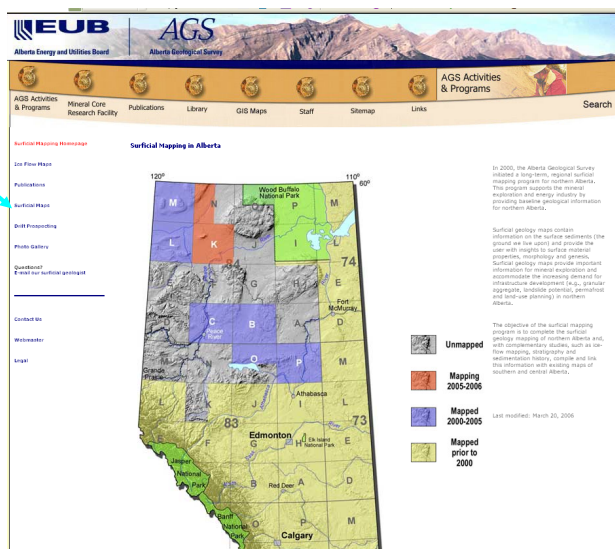 EUB
AGS
Alberta Energy and Utilities Board
Alberta Geological Survey
AGS Activities
& Programs
AGS Activities
& Programs
Mineral Core
Research Facility
Publications
Library
GIS Maps
Staff
Sitemap
Links
Search
Surficial Mapping Homepage
Ice Flow Maps
Publications
Surficial Maps
Drift Prospecting
Photo Gallery
Questions?
E-mail our surficial geologist
Contact Us
Webmaster
Legal
Surficial Mapping in Alberta
120°
110°
60°
Wood Buffalo
National Park
M
N
O
P
M
L
K
I
L
74
G
H
E
Fort
McMurray
C
Peace
River
B
A
D
M
N
O
P
M
Grande
Prairie
Athabasca
L
J
I
L
83
73
F
G
H
E
Edmonton
Elk Island
National Park
Jasper
National
Park
B
A
D
Red Deer
Banff
National
Park
O
P
M
Calgary
Unmapped
Mapping
2005-2006
Mapped
2000-2005
Mapped
prior to
2000
In 2000, the Alberta Geological Survey
initiated a long-term, regional surficial
mapping program for northern Alberta.
This program supports the mineral
exploration and energy industry by
providing baseline geological information
for northern Alberta.
Surficial geology maps contain
information on the surface sediments (the
ground we live upon) and provide the
user with insights to surface material
properties, morphology and genesis.
Surficial geology maps provide important
information for mineral exploration and
accommodate the increasing demand for
infrastructure development (e.g., granular
aggregate, landslide potential, permafrost
and land-use planning) in northern
Alberta.
The objective of the surficial mapping
program is to complete the surficial
geology mapping of northern Alberta and,
with complementary studies, such as ice-
flow mapping, stratigraphy and
sedimentation history, compile and link
this information with existing maps of
southern and central Alberta.
Last modified: March 20, 2006